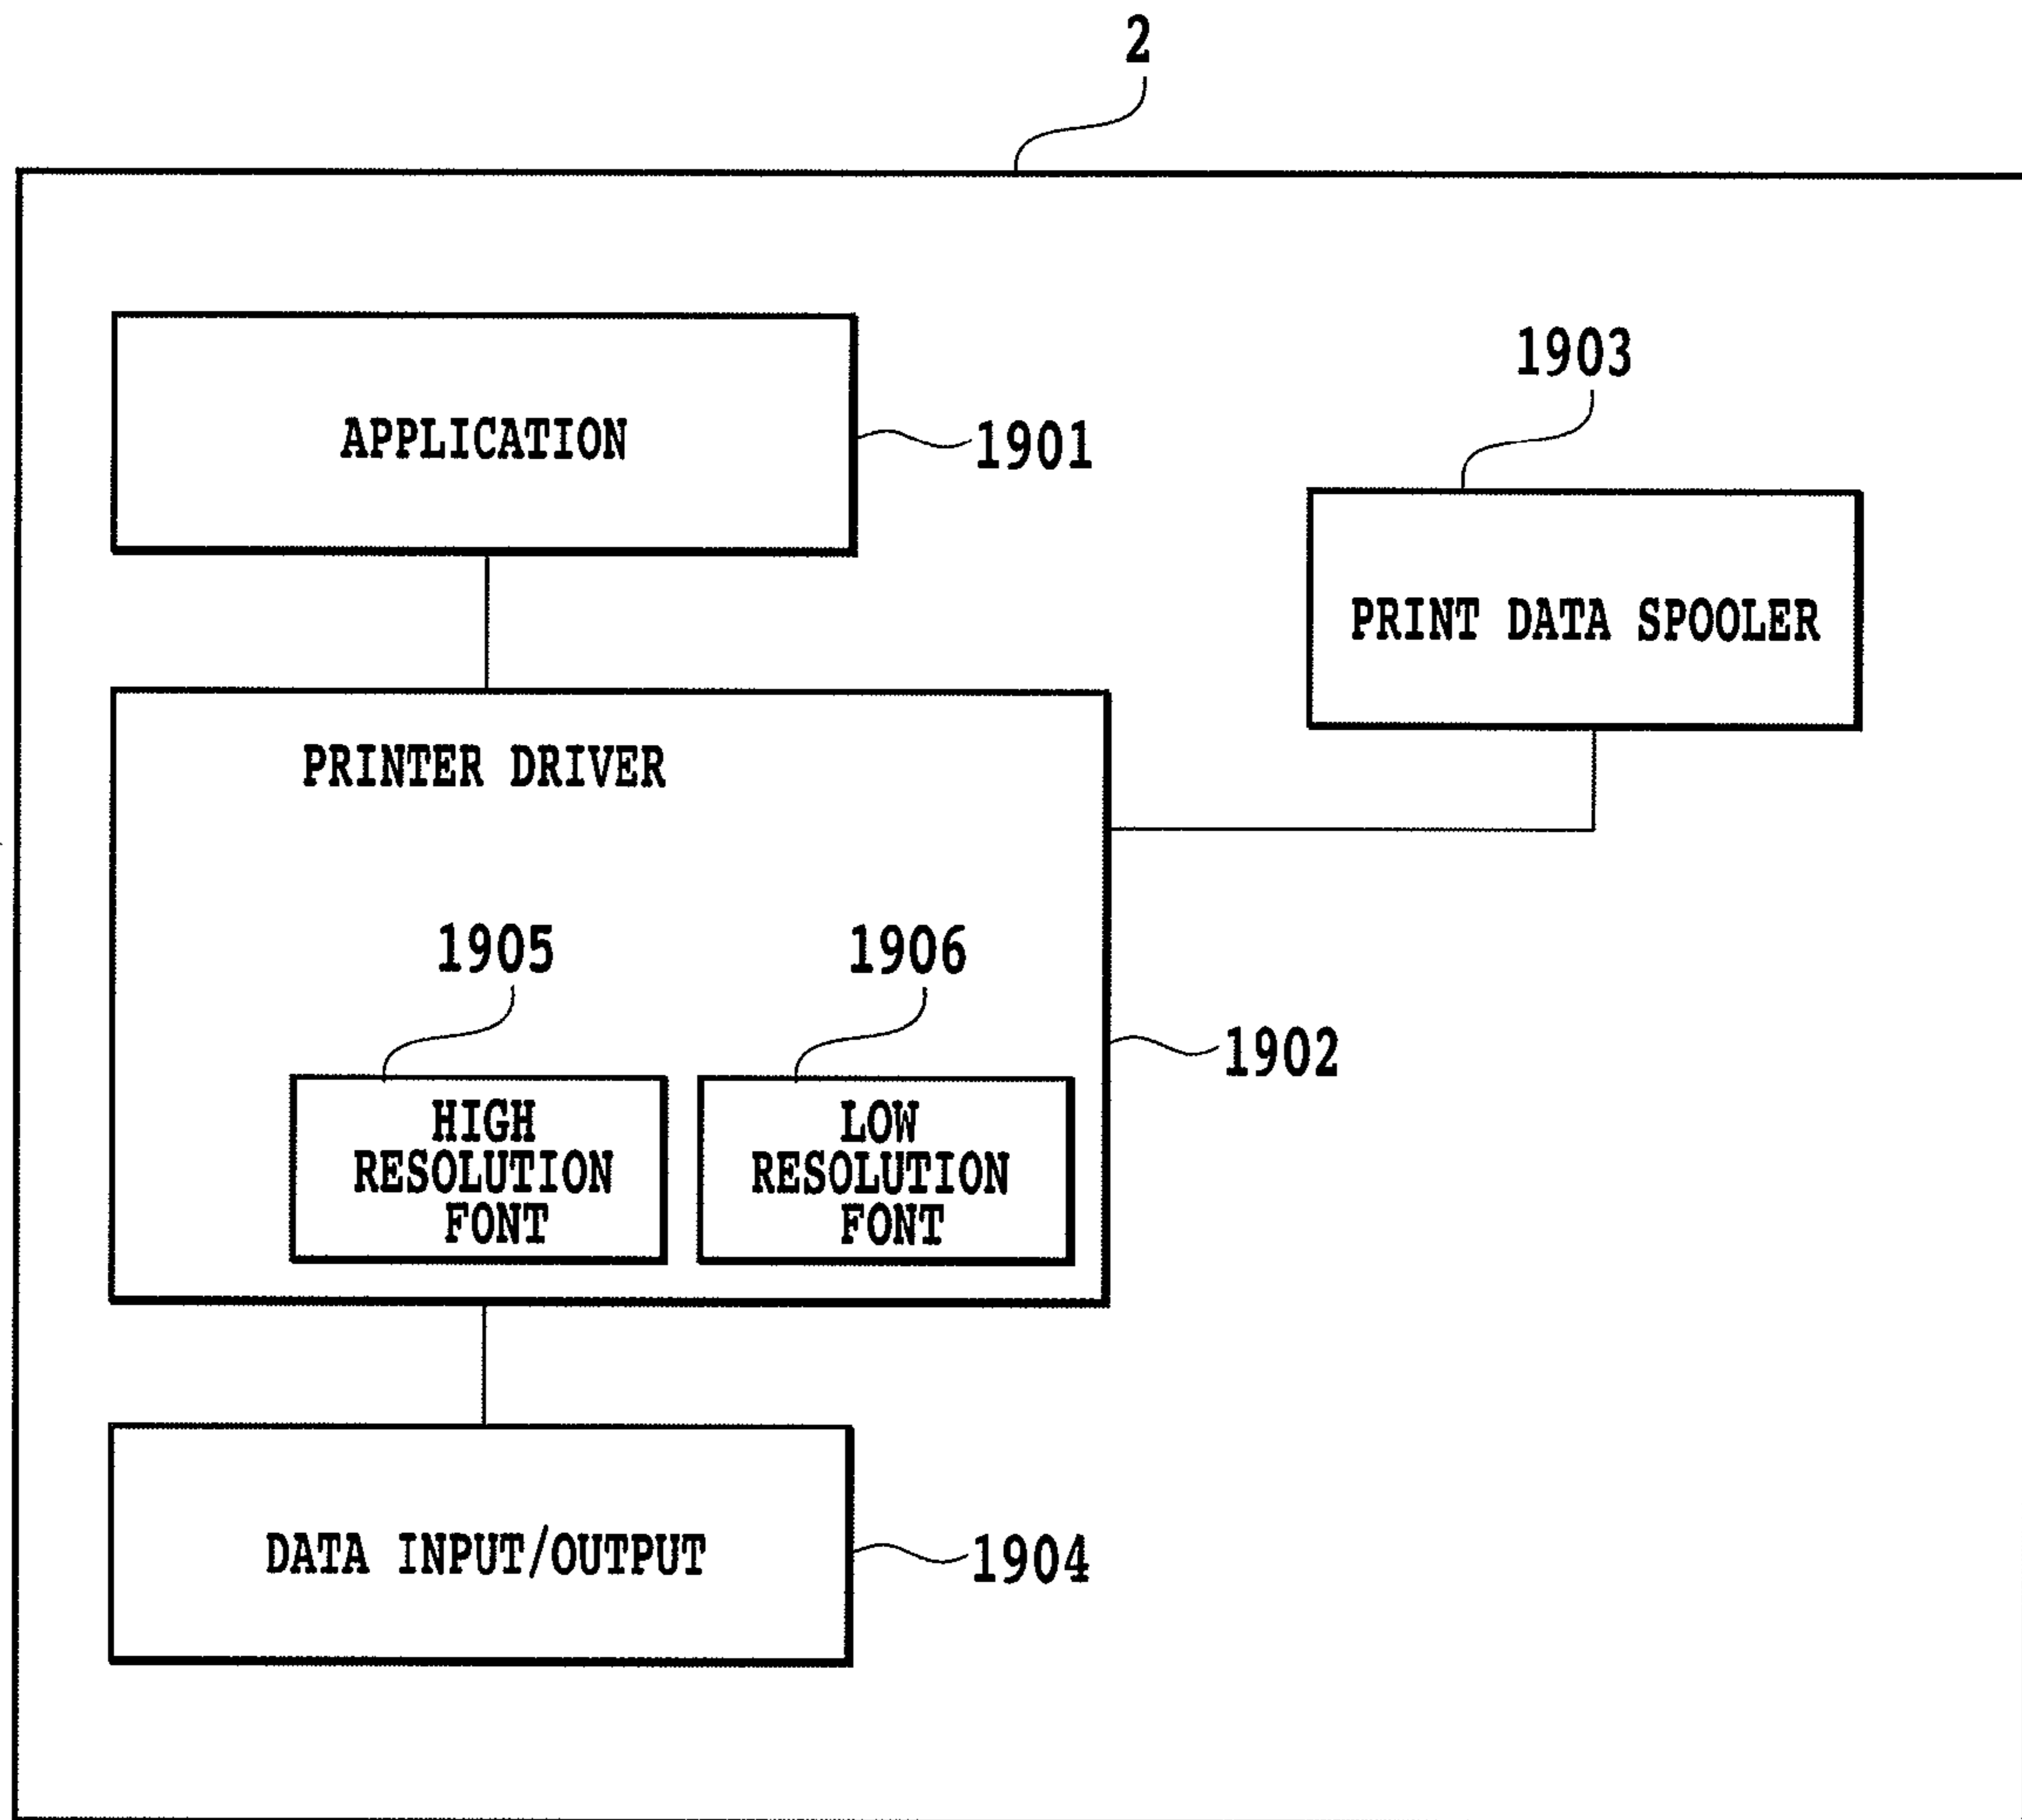 2
APPLICATION
1901
1903
PRINT DATA SPOOLER
PRINTER DRIVER
1905
1906
1902
HIGH
RESOLUTION
FONT
LOW
RESOLUTION
FONT
DATA INPUT/OUTPUT
1904